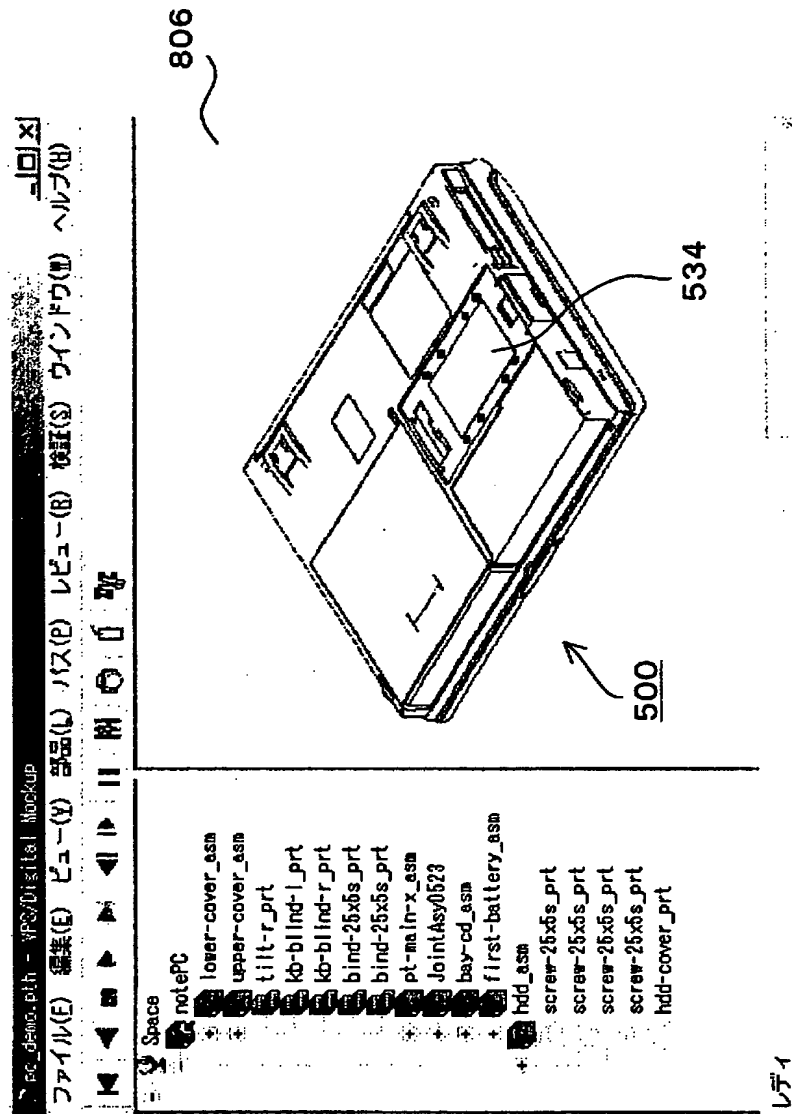 pc_demo.pth - VPS/Digital Mockup
ファイル(F) 編集(E) ビュー(V) 部品(L) パス(P) レビュー(R) 検証(S) ウインドウ(W) ヘルプ(H)
Space
notePC
lower-cover_asm
upper-cover_asm
tilt-r_prt
kb-blind-l_prt
kb-blind-r_prt
bind-25x6s_prt
bind-25x5s_prt
pt-main-x_asm
JointAsy0523
bay-cd_asm
first-battery_asm
hdd_asm
screw-25x5s_prt
screw-25x5s_prt
screw-25x5s_prt
screw-25x5s_prt
hdd-cover_prt
806
534
500
レディ